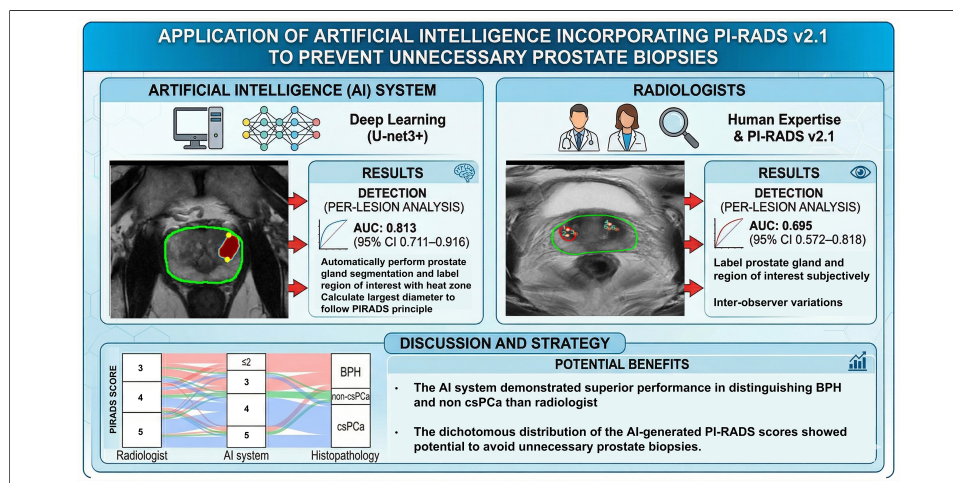 APPLICATION OF ARTIFICIAL INTELLIGENCE INCORPORATING PI-RADS v2.1
TO PREVENT UNNECESSARY PROSTATE BIOPSIES
ARTIFICIAL INTELLIGENCE (AI) SYSTEM
Deep Learning
(U-net3+)
RESULTS
DETECTION
(PER-LESION ANALYSIS)
AUC: 0.813
(95% CI 0.711–0.916)
Automatically perform prostate
gland segmentation and label
region of interest with heat zone
Calculate largest diameter to
follow PIRADS principle
RADIOLOGISTS
Human Expertise
& PI-RADS v2.1
RESULTS
DETECTION
(PER-LESION ANALYSIS)
AUC: 0.695
(95% CI 0.572–0.818)
Label prostate gland and
region of interest subjectively
Inter-observer variations
DISCUSSION AND STRATEGY
PIRADS SCORE
3
4
5
Radiologist
≤2
3
4
5
AI system
BPH
non-csPCa
csPCa
Histopathology
POTENTIAL BENEFITS
• The AI system demonstrated superior performance in distinguishing BPH
and non csPCa than radiologist
• The dichotomous distribution of the AI-generated PI-RADS scores showed
potential to avoid unnecessary prostate biopsies.